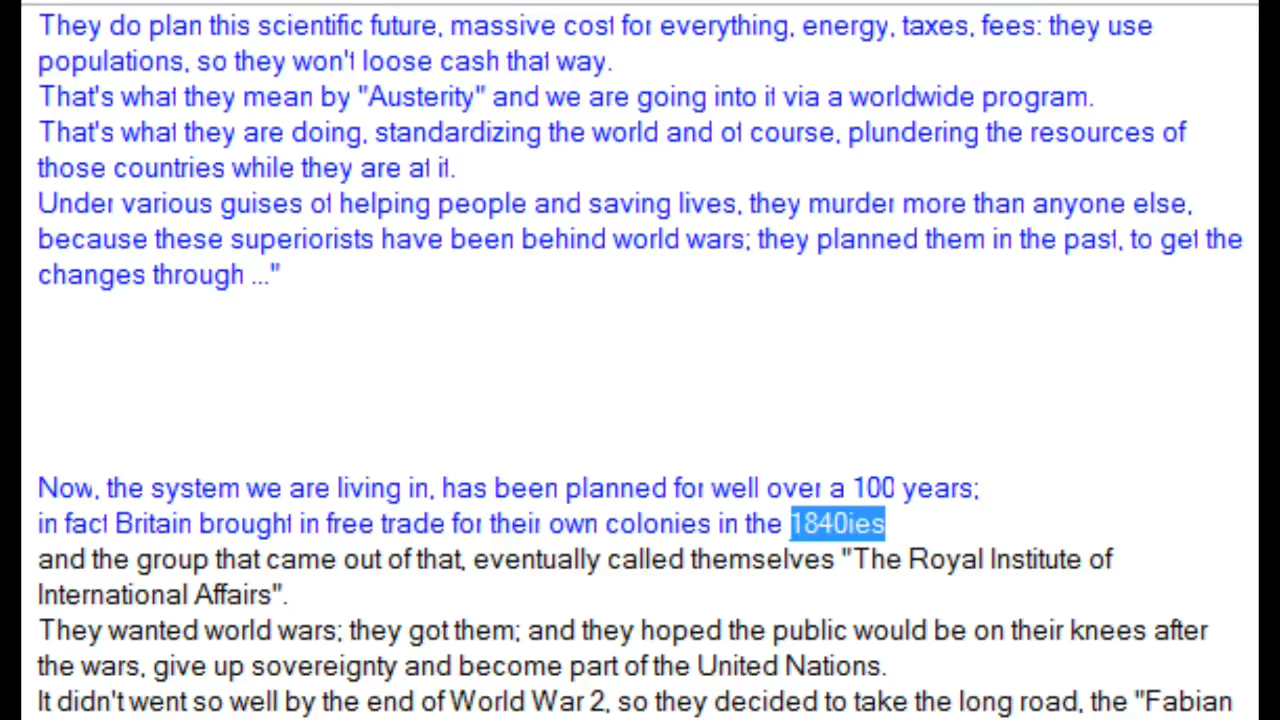 They do plan this scientific future, massive cost for everything, energy, taxes, fees: they use
populations, so they won't loose cash that way.
That's what they mean by "Austerity" and we are going into it via a worldwide program.
That's what they are doing, standardizing the world and of course, plundering the resources of
those countries while they are at it.
Under various guises of helping people and saving lives, they murder more than anyone else,
because these superiorists have been behind world wars; they planned them in the past, to get the
changes through ..."
Now, the system we are living in, has been planned for well over a 100 years;
in fact Britain brought in free trade for their own colonies in the 1840ies
and the group that came out of that, eventually called themselves "The Royal Institute of
International Affairs".
They wanted world wars; they got them; and they hoped the public would be on their knees after
the wars, give up sovereignty and become part of the United Nations.
It didn't went so well by the end of World War 2, so they decided to take the long road, the "Fabian